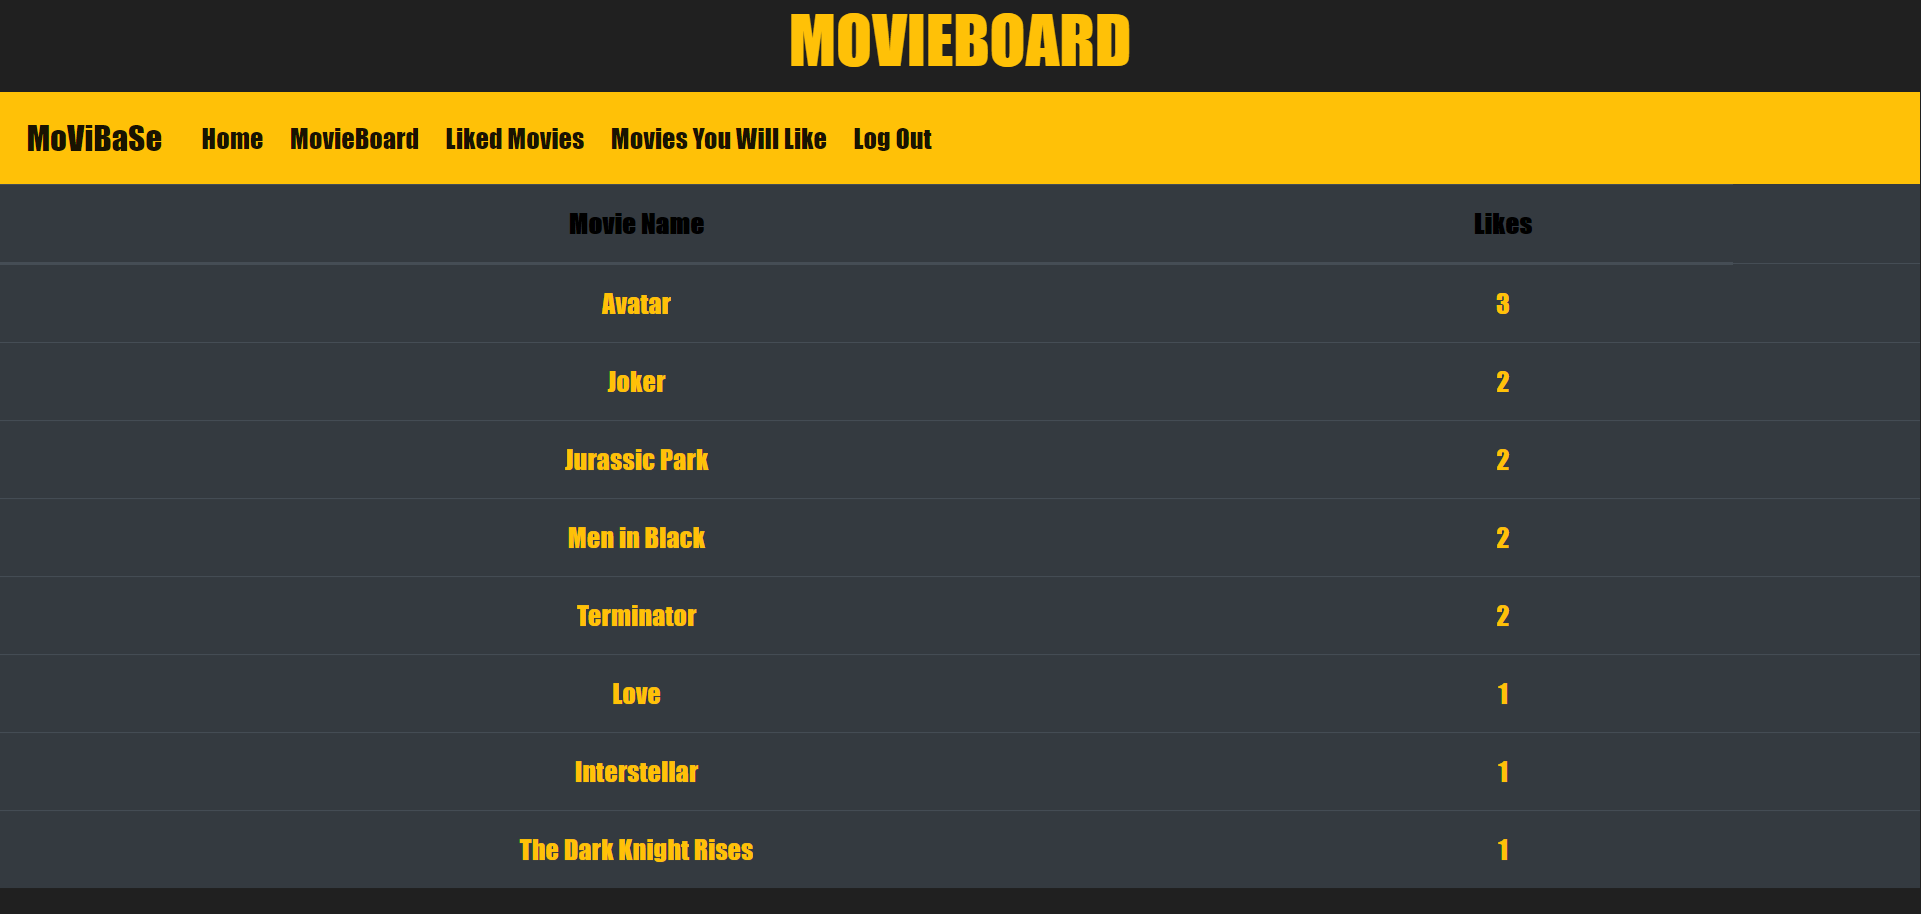 MOVIEBOARD
MoViBaSe Home MovieBoard Liked Movies Movies You Will Like Log Out
Movie Name Likes
Avatar 3
Joker 2
Jurassic Park 2
Men in Black 2
Terminator 2
Love 1
Interstellar 1
The Dark Knight Rises 1